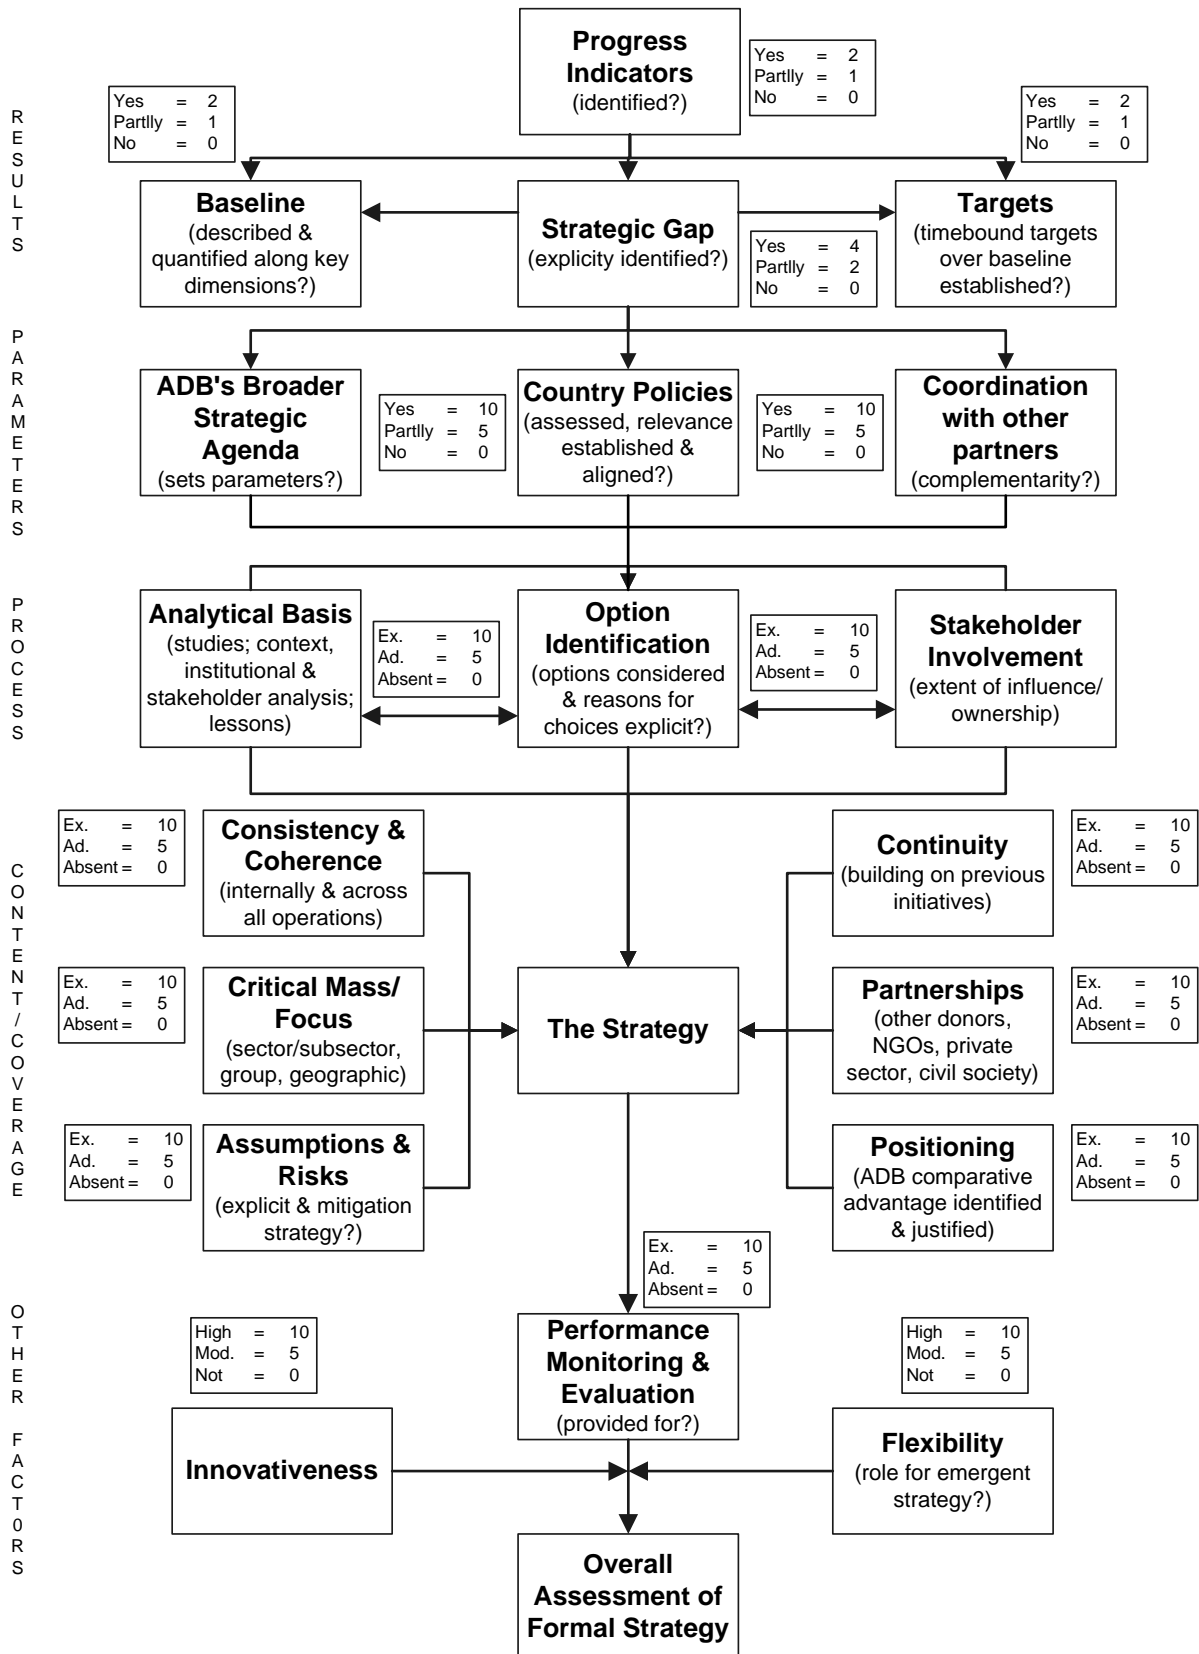 Progress
Indicators
(identified?)
Yes = 2
Partlly = 1
No = 0
Yes = 2
Partlly = 1
No = 0
Yes = 2
Partlly = 1
No = 0
RESULTS
Baseline
(described &
quantified along key
dimensions?)
Strategic Gap
(explicity identified?)
Yes = 4
Partlly = 2
No = 0
Targets
(timebound targets
over baseline
established?)
PARAMETERS
ADB's Broader
Strategic
Agenda
(sets parameters?)
Yes = 10
Partlly = 5
No = 0
Country Policies
(assessed, relevance
established &
aligned?)
Yes = 10
Partlly = 5
No = 0
Coordination
with other
partners
(complementarity?)
PROCESS
Analytical Basis
(studies; context,
institutional &
stakeholder analysis;
lessons)
Ex. = 10
Ad. = 5
Absent = 0
Option
Identification
(options considered
& reasons for
choices explicit?)
Ex. = 10
Ad. = 5
Absent = 0
Stakeholder
Involvement
(extent of influence/
ownership)
CONTENT/COVERAGE
Ex. = 10
Ad. = 5
Absent = 0
Consistency &
Coherence
(internally & across
all operations)
Continuity
(building on previous
initiatives)
Ex. = 10
Ad. = 5
Absent = 0
Ex. = 10
Ad. = 5
Absent = 0
Critical Mass/
Focus
(sector/subsector,
group, geographic)
The Strategy
Partnerships
(other donors,
NGOs, private
sector, civil society)
Ex. = 10
Ad. = 5
Absent = 0
Ex. = 10
Ad. = 5
Absent = 0
Assumptions &
Risks
(explicit & mitigation
strategy?)
Positioning
(ADB comparative
advantage identified
& justified)
Ex. = 10
Ad. = 5
Absent = 0
Ex. = 10
Ad. = 5
Absent = 0
OTHER FACT0RS
High = 10
Mod. = 5
Not = 0
Performance
Monitoring &
Evaluation
(provided for?)
High = 10
Mod. = 5
Not = 0
Innovativeness
Flexibility
(role for emergent
strategy?)
Overall
Assessment of
Formal Strategy